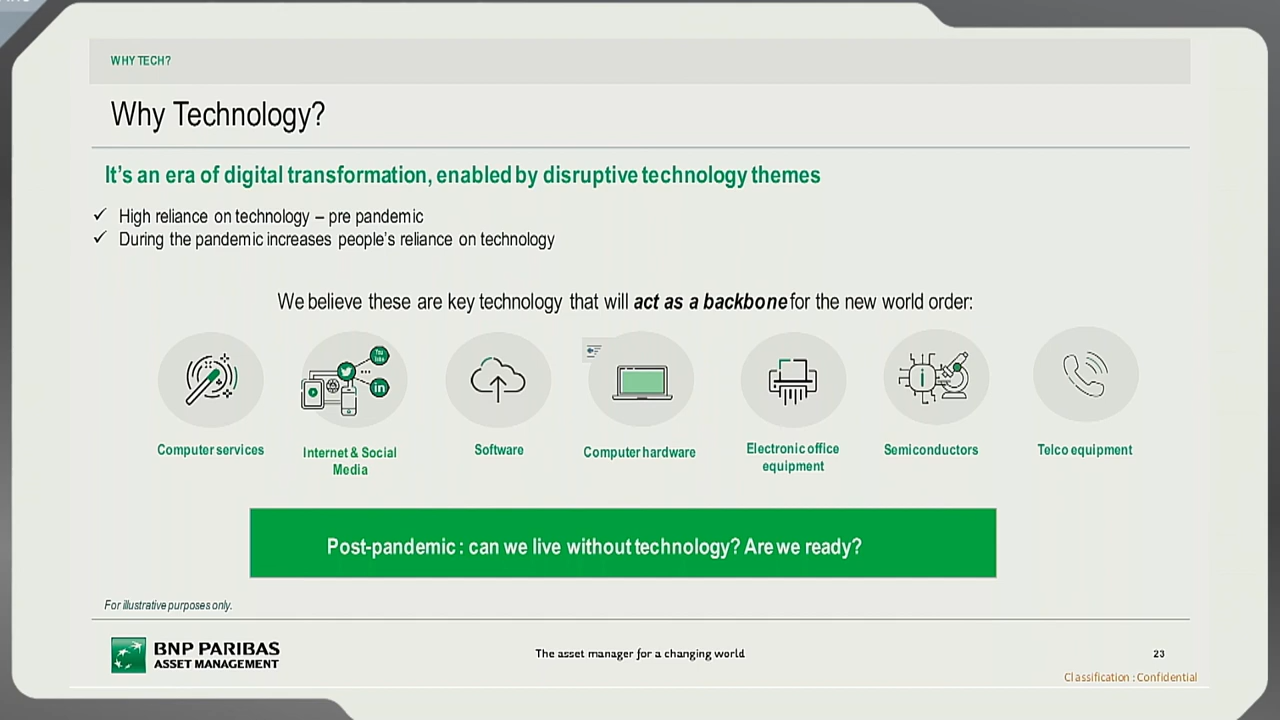 WHY TECH?
Why Technology?
It's an era of digital transformation, enabled by disruptive technology themes
✓ High reliance on technology – pre pandemic
✓ During the pandemic increases people's reliance on technology
We believe these are key technology that will act as a backbone for the new world order:
You
Tube
in
i
Computer services
Internet & Social
Media
Software
Computer hardware
Electronic office
equipment
Semiconductors
Telco equipment
Post-pandemic : can we live without technology? Are we ready?
For illustrative purposes only.
BNP PARIBAS
ASSET MANAGEMENT
The asset manager for a changing world
23
Classification : Confidential